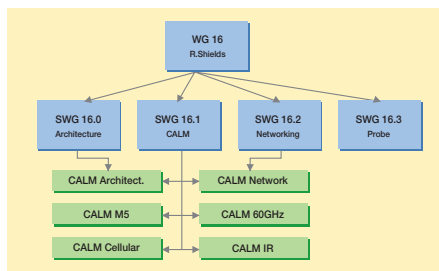 WG 16
R.Shields
SWG 16.0
Architecture
SWG 16.1
CALM
SWG 16.2
Networking
SWG 16.3
Probe
CALM Architect.
CALM Network
CALM M5
CALM 60GHz
CALM Cellular
CALM IR